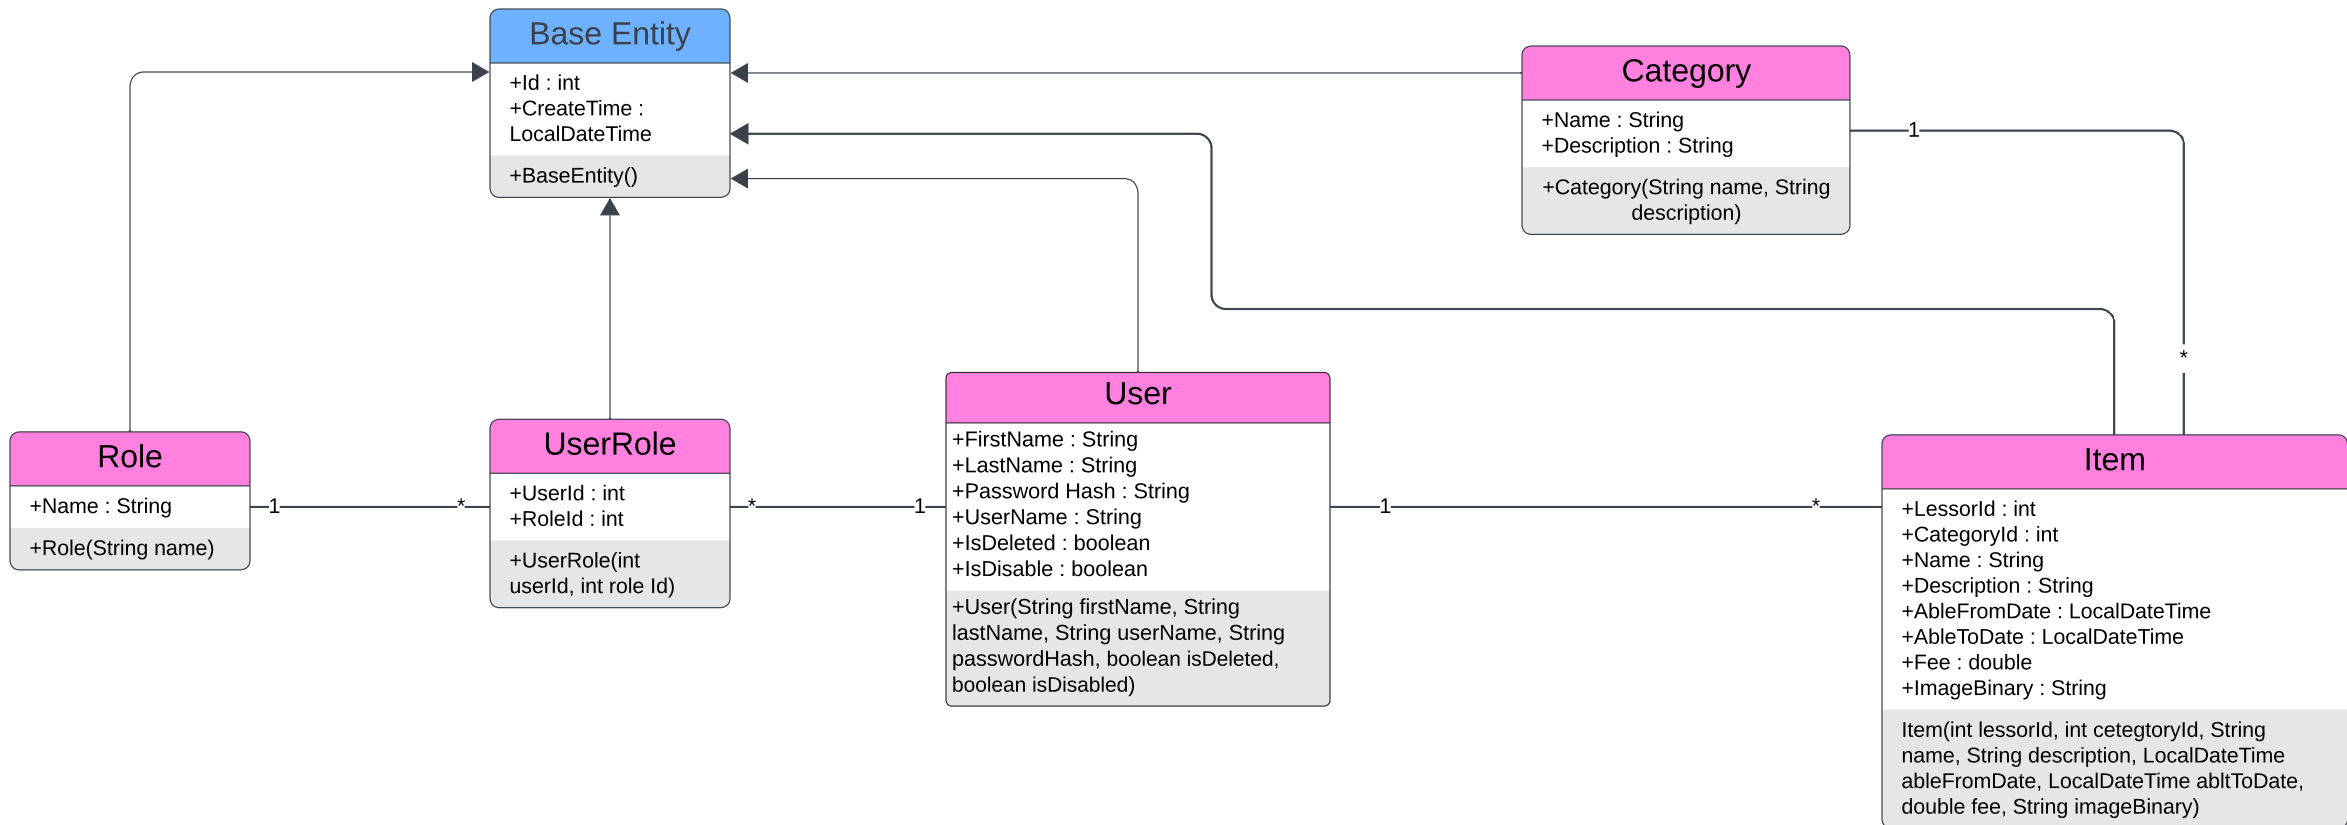 Base Entity
+Id : int
+CreateTime :
LocalDateTime
+BaseEntity()
Category
+Name : String
+Description : String
+Category(String name, String
description)
1
*
Role
+Name : String
+Role(String name)
1
*
UserRole
+UserId : int
+RoleId : int
+UserRole(int
userId, int role Id)
*
1
User
+FirstName : String
+LastName : String
+Password Hash : String
+UserName : String
+IsDeleted : boolean
+IsDisable : boolean
+User(String firstName, String
lastName, String userName, String
passwordHash, boolean isDeleted,
boolean isDisabled)
1
*
Item
+LessorId : int
+CategoryId : int
+Name : String
+Description : String
+AbleFromDate : LocalDateTime
+AbleToDate : LocalDateTime
+Fee : double
+ImageBinary : String
Item(int lessorId, int cetegtoryId, String
name, String description, LocalDateTime
ableFromDate, LocalDateTime abltToDate,
double fee, String imageBinary)